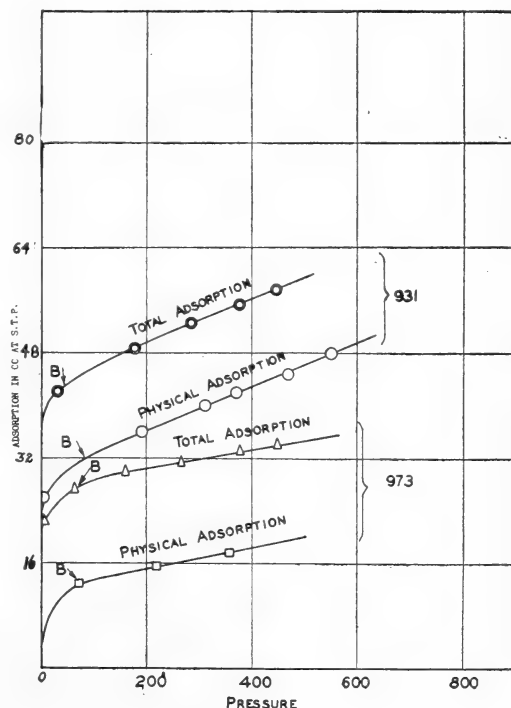 80
64
TOTAL ADSORPTION
931
B
48
PHYSICAL ADSORPTION
B
TOTAL ADSORPTION
32
B
973
PHYSICAL ADSORPTION
16
B
ADSORPTION IN CC AT S.T.P.
0 200 400 600 800
PRESSURE